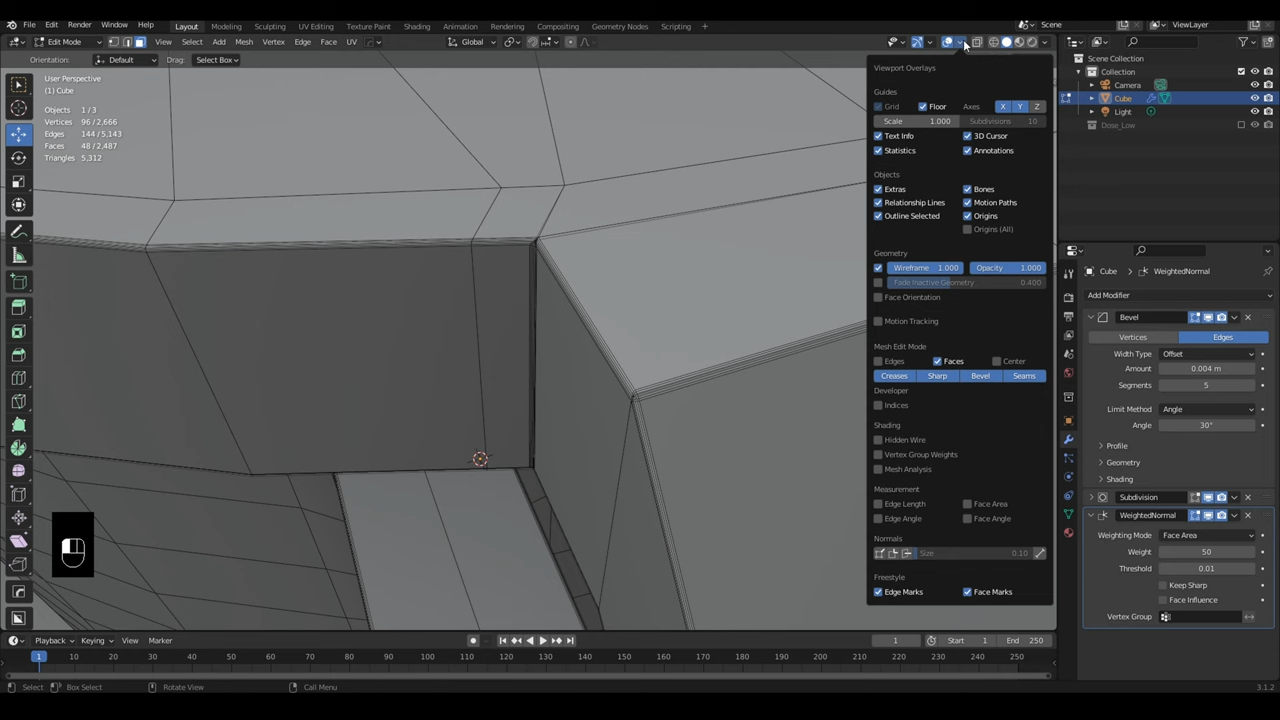 File Edit Render Window Help Layout Modeling Sculpting UV Editing Texture Paint Shading Animation Rendering Compositing Geometry Nodes Scripting Scene ViewLayer
Edit Mode View Select Add Mesh Vertex Edge Face UV Global
Orientation: Default Drag: Select Box
User Perspective
(1) Cube
Objects 1 / 3
Vertices 96 / 2,666
Edges 144 / 5,143
Faces 48 / 2,487
Triangles 5,312
Viewport Overlays
Guides
Grid Floor Axes X Y Z
Scale 1.000 Subdivisions 10
Text Info 3D Cursor
Statistics Annotations
Objects
Extras Bones
Relationship Lines Motion Paths
Outline Selected Origins
Origins (All)
Geometry
Wireframe 1.000 Opacity 1.000
Fade Inactive Geometry 0.400
Face Orientation
Motion Tracking
Mesh Edit Mode
Edges Faces Center
Creases Sharp Bevel Seams
Developer
Indices
Shading
Hidden Wire
Vertex Group Weights
Mesh Analysis
Measurement
Edge Length Face Area
Edge Angle Face Angle
Normals
Size 0.10
Freestyle
Edge Marks Face Marks
Scene Collection
Collection
Camera
Cube
Light
Dose_Low
Cube WeightedNormal
Add Modifier
Bevel
Vertices Edges
Width Type Offset
Amount 0.004 m
Segments 5
Limit Method Angle
Angle 30°
Profile
Geometry
Shading
Subdivision
WeightedNormal
Weighting Mode Face Area
Weight 50
Threshold 0.01
Keep Sharp
Face Influence
Vertex Group
Playback Keying View Marker 1 Start 1 End 250
1 10 20 30 40 50 60 70 80 90 100 110 120 130 140 150 160 170 180 190 200 210 220 230 240 250
Select Box Select Rotate View Call Menu 3.1.2